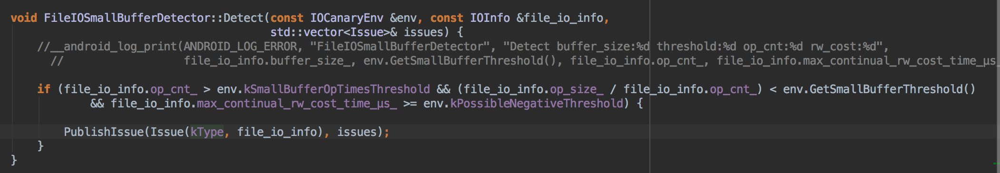 void FileIOSmallBufferDetector::Detect(const IOCanaryEnv &env, const IOInfo &file_io_info,
std::vector<Issue>& issues) {
//__android_log_print(ANDROID_LOG_ERROR, "FileIOSmallBufferDetector", "Detect buffer_size:%d threshold:%d op_cnt:%d rw_cost:%d",
// file_io_info.buffer_size_, env.GetSmallBufferThreshold(), file_io_info.op_cnt_, file_io_info.max_continual_rw_cost_time_μs_
if (file_io_info.op_cnt_ > env.kSmallBufferOpTimesThreshold && (file_io_info.op_size_ / file_io_info.op_cnt_) < env.GetSmallBufferThreshold()
&& file_io_info.max_continual_rw_cost_time_μs_ >= env.kPossibleNegativeThreshold) {
PublishIssue(Issue(kType, file_io_info), issues);
}
}